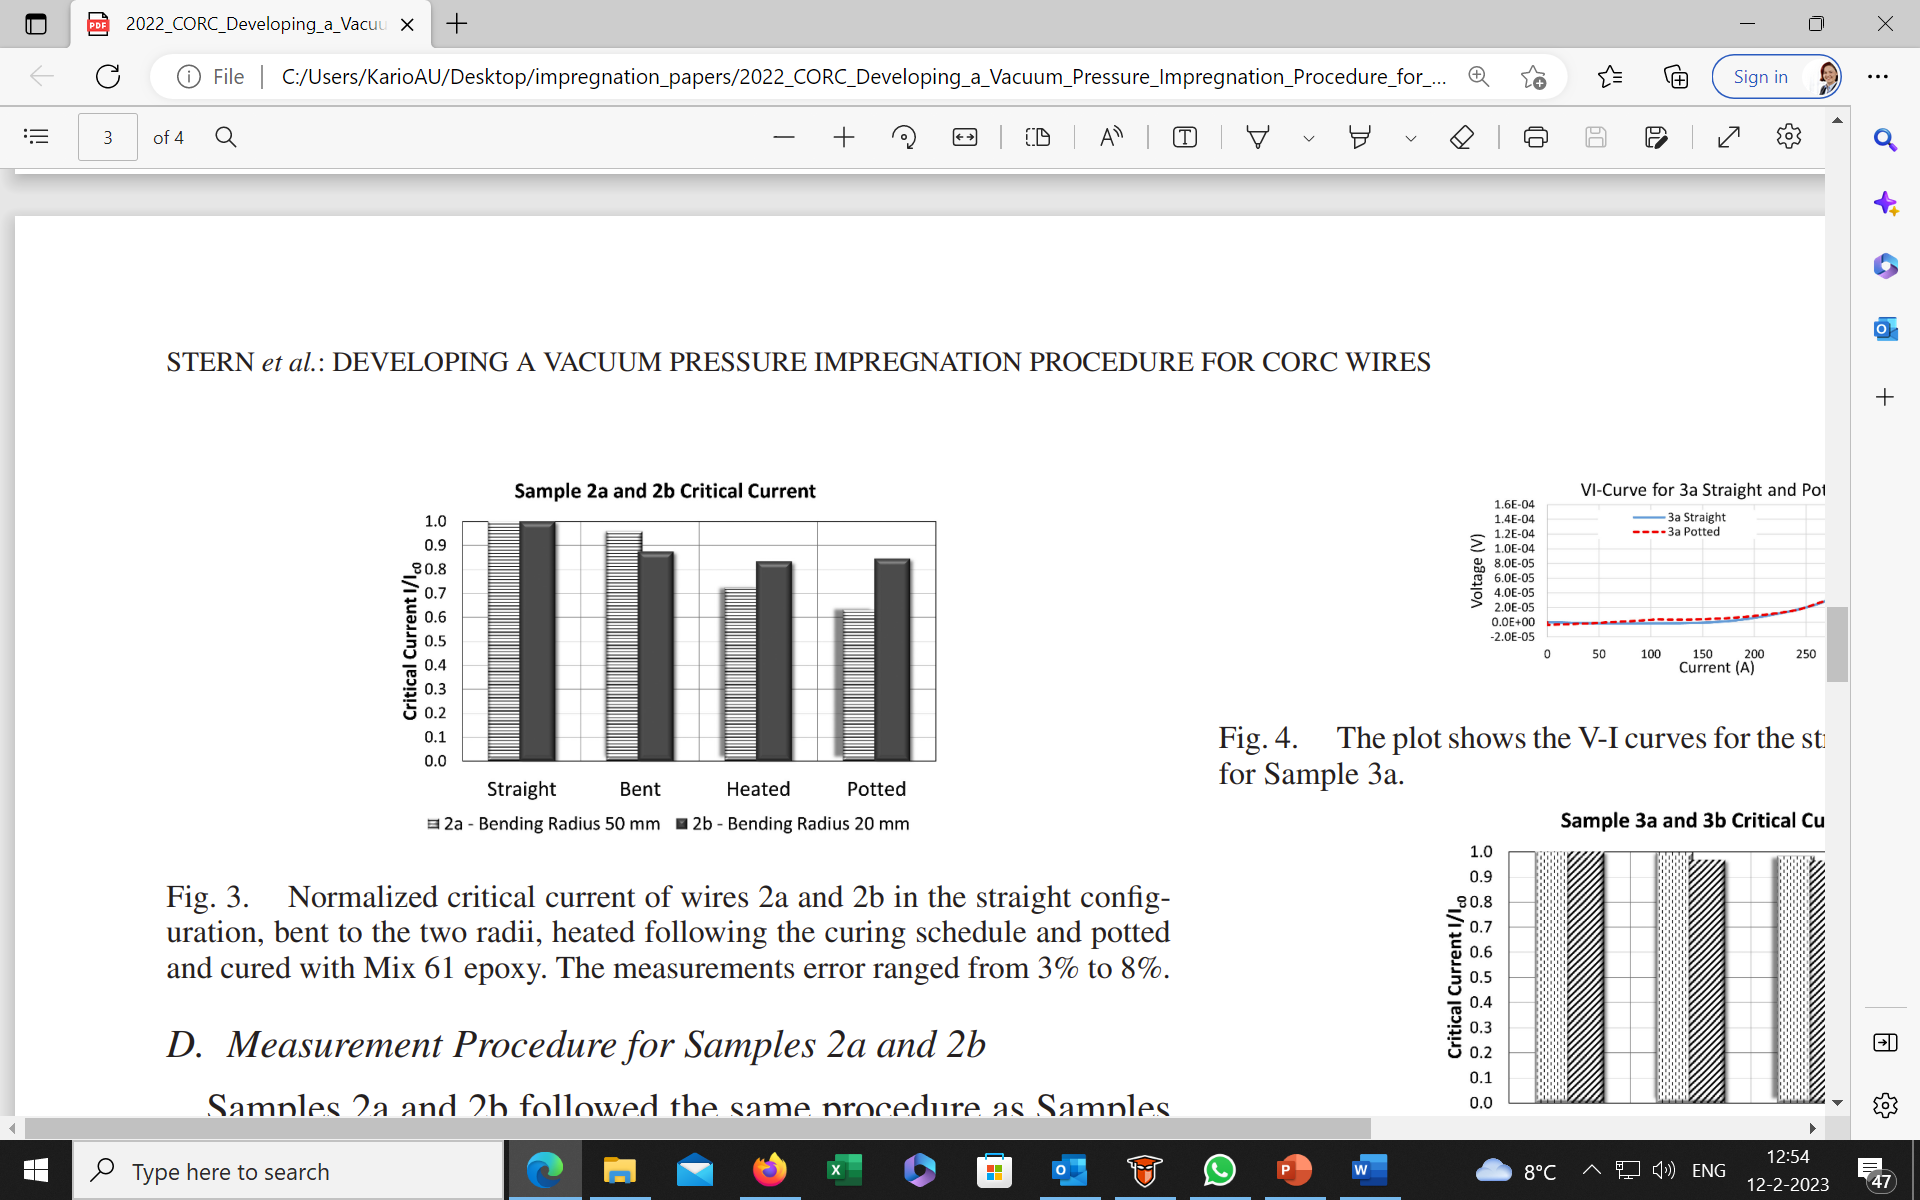 2022_CORC_Developing_a_Vacuu
File
C:/Users/KarioAU/Desktop/impregnation_papers/2022_CORC_Developing_a_Vacuum_Pressure_Impregnation_Procedure_for_...
Sign in
3 of 4
STERN et al.: DEVELOPING A VACUUM PRESSURE IMPREGNATION PROCEDURE FOR CORC WIRES
Sample 2a and 2b Critical Current
Critical Current I/Ic0
1.0
0.9
0.8
0.7
0.6
0.5
0.4
0.3
0.2
0.1
0.0
Straight Bent Heated Potted
2a - Bending Radius 50 mm 2b - Bending Radius 20 mm
Fig. 3. Normalized critical current of wires 2a and 2b in the straight config-
uration, bent to the two radii, heated following the curing schedule and potted
and cured with Mix 61 epoxy. The measurements error ranged from 3% to 8%.
D. Measurement Procedure for Samples 2a and 2b
Samples 2a and 2b followed the same procedure as Samples
VI-Curve for 3a Straight and Pot
3a Straight
3a Potted
Voltage (V)
1.6E-04
1.4E-04
1.2E-04
1.0E-04
8.0E-05
6.0E-05
4.0E-05
2.0E-05
0.0E+00
-2.0E-05
0 50 100 150 200 250
Current (A)
Fig. 4. The plot shows the V-I curves for the st
for Sample 3a.
Sample 3a and 3b Critical Cu
Critical Current I/Ic0
1.0
0.9
0.8
0.7
0.6
0.5
0.4
0.3
0.2
0.1
0.0
Type here to search
8°C
ENG
12:54
12-2-2023
47